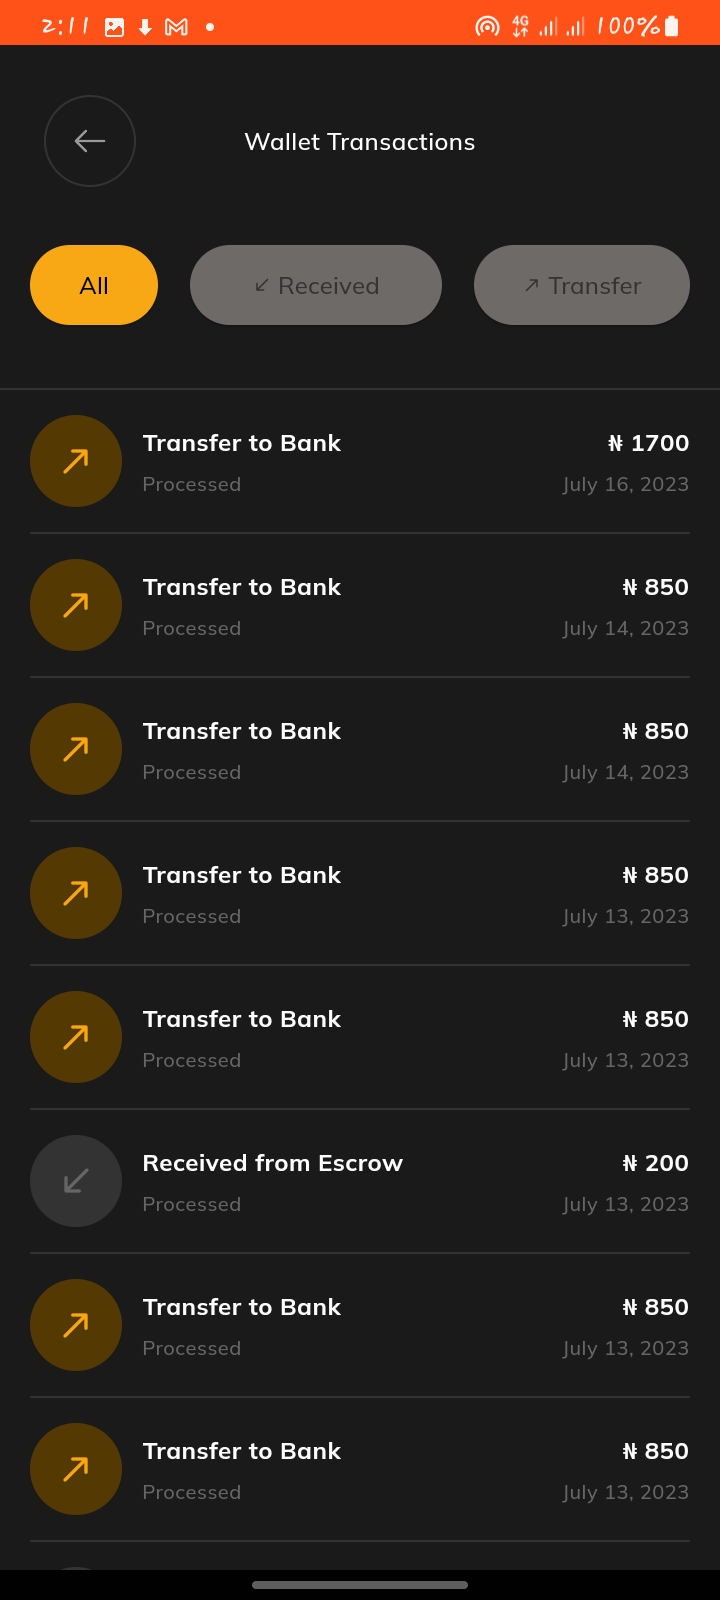 2:11 4G 100%
Wallet Transactions
All Received Transfer
Transfer to Bank ₦ 1700
Processed July 16, 2023
Transfer to Bank ₦ 850
Processed July 14, 2023
Transfer to Bank ₦ 850
Processed July 14, 2023
Transfer to Bank ₦ 850
Processed July 13, 2023
Transfer to Bank ₦ 850
Processed July 13, 2023
Received from Escrow ₦ 200
Processed July 13, 2023
Transfer to Bank ₦ 850
Processed July 13, 2023
Transfer to Bank ₦ 850
Processed July 13, 2023